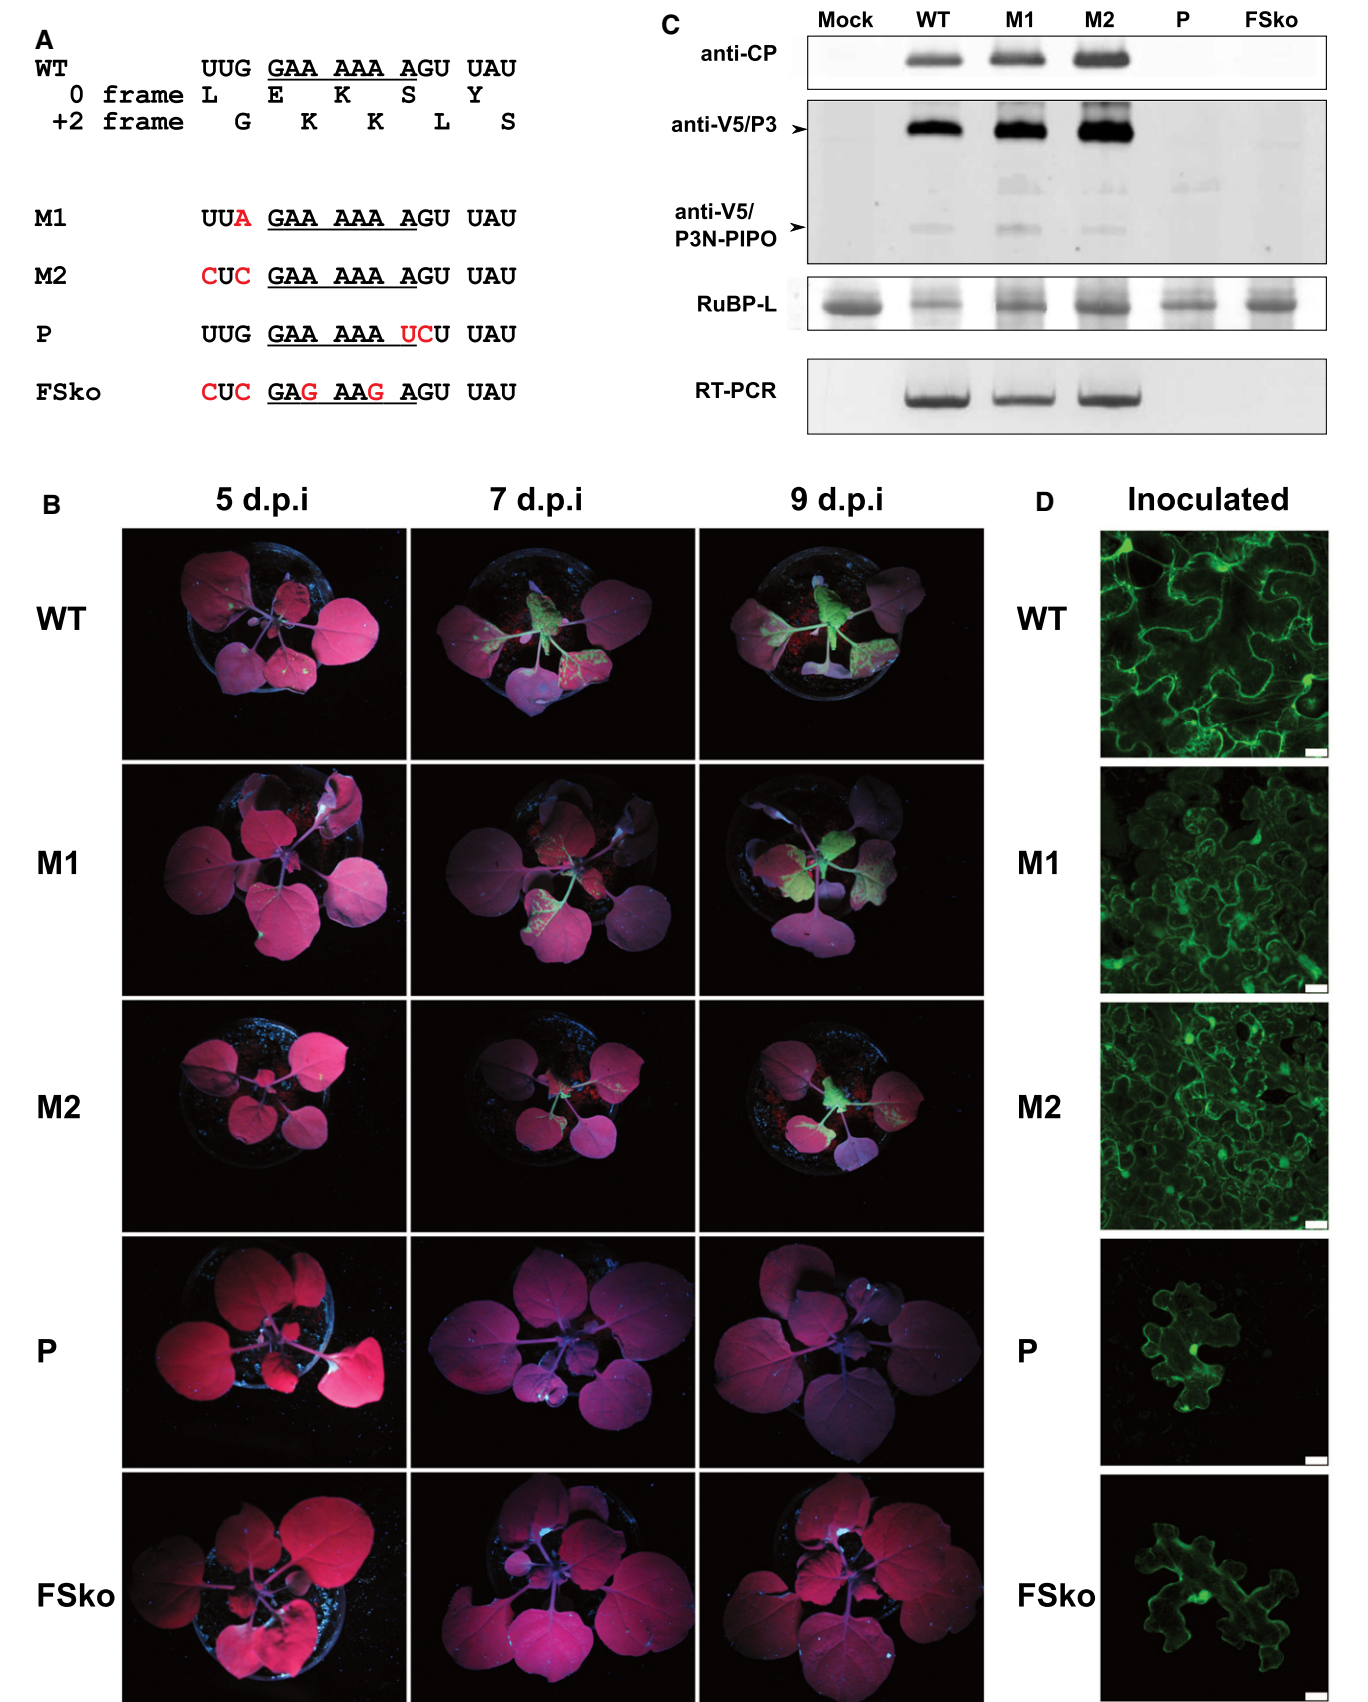 A
WT UUG GAA AAA AGU UAU
0 frame L E K S Y
+2 frame G K K L S
M1 UUA GAA AAA AGU UAU
M2 CUC GAA AAA AGU UAU
P UUG GAA AAA UCU UAU
FSko CUC GAG AAG AGU UAU
C
Mock WT M1 M2 P FSko
anti-CP
anti-V5/P3
anti-V5/
P3N-PIPO
RuBP-L
RT-PCR
B
5 d.p.i 7 d.p.i 9 d.p.i
WT
M1
M2
P
FSko
D
Inoculated
WT
M1
M2
P
FSko